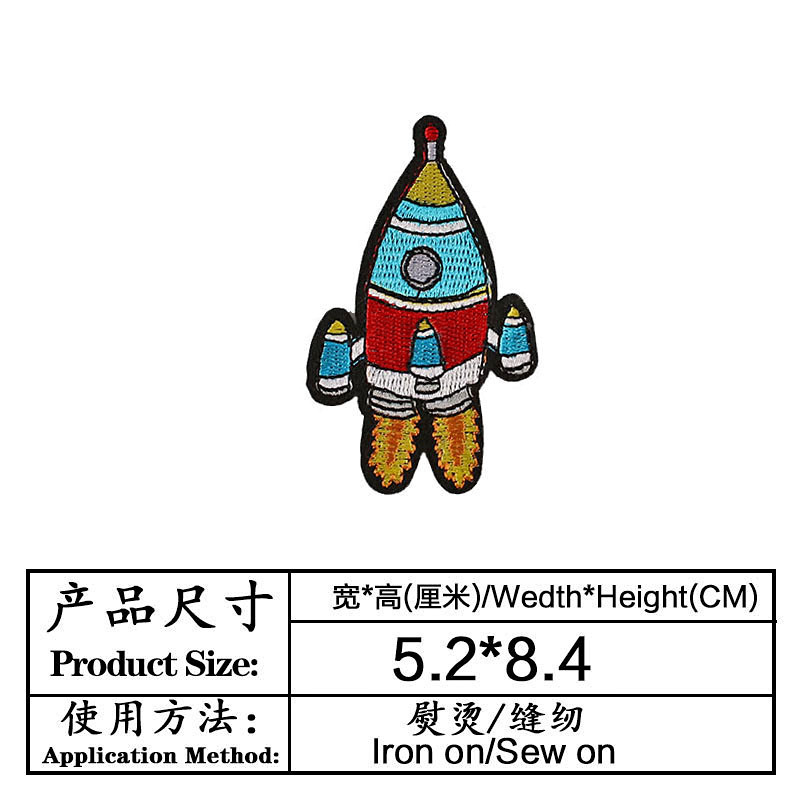 产品尺寸
Product Size:
宽*高(厘米)/Wedth*Height(CM)
5.2*8.4
使用方法：
Application Method:
熨烫/缝纫
Iron on/Sew on